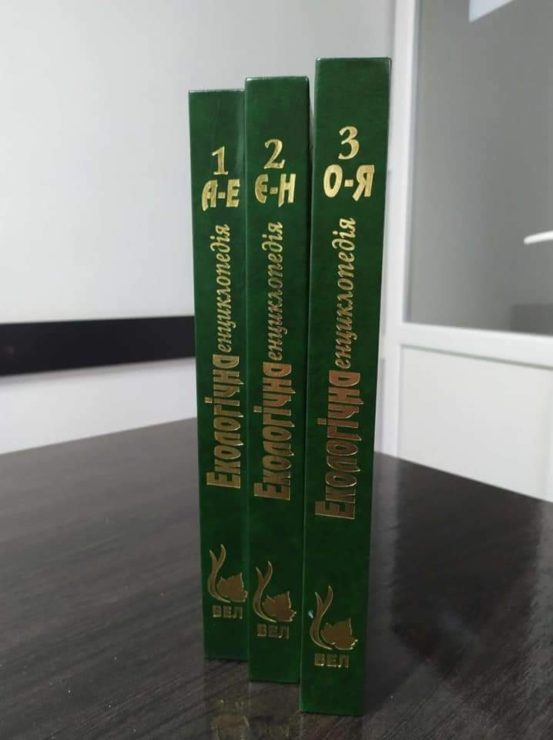 1
А-Е
Екологічна енциклопедія
ВЕЛ
2
Є-Н
Екологічна енциклопедія
ВЕЛ
3
О-Я
Екологічна енциклопедія
ВЕЛ